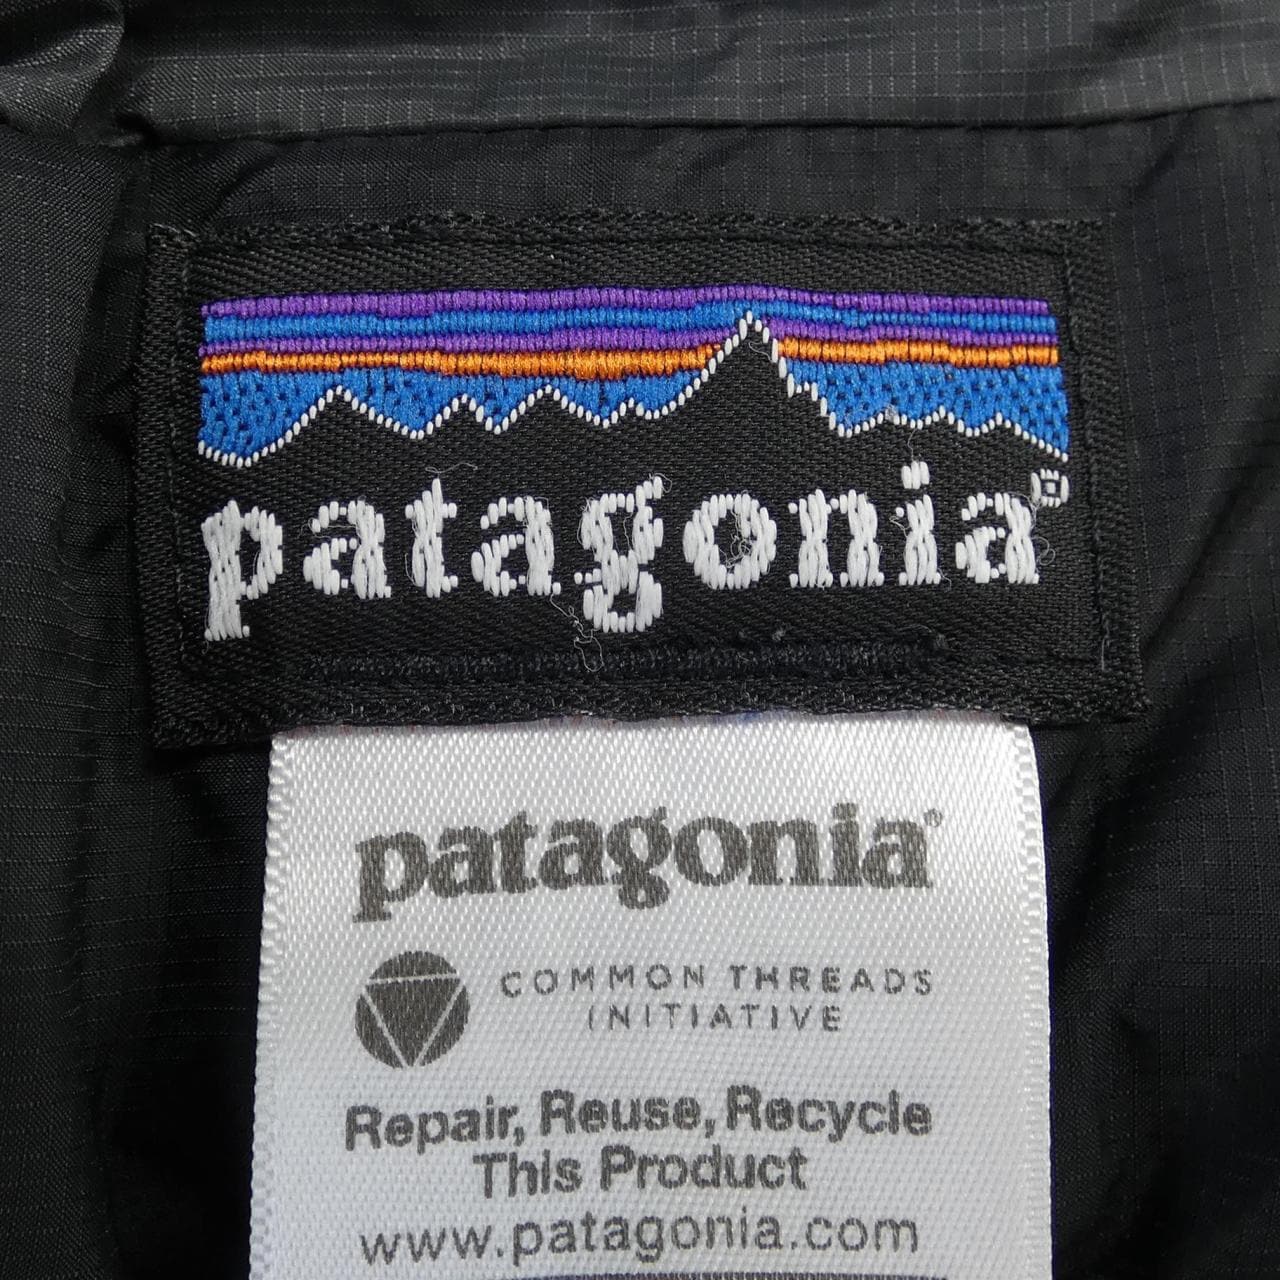 patagonia®
patagonia®
COMMON THREADS
INITIATIVE
Repair, Reuse, Recycle
This Product
www.patagonia.com